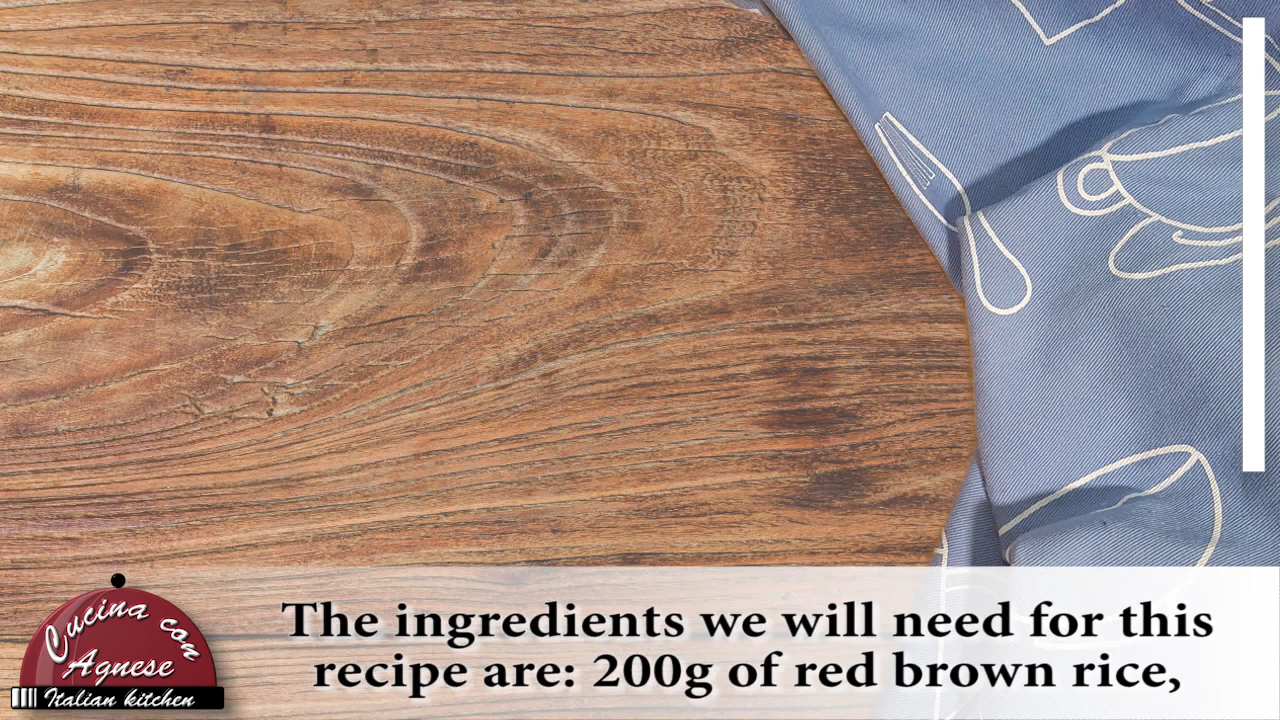 The ingredients we will need for this
recipe are: 200g of red brown rice,
Cucina con
Agnese
Italian kitchen